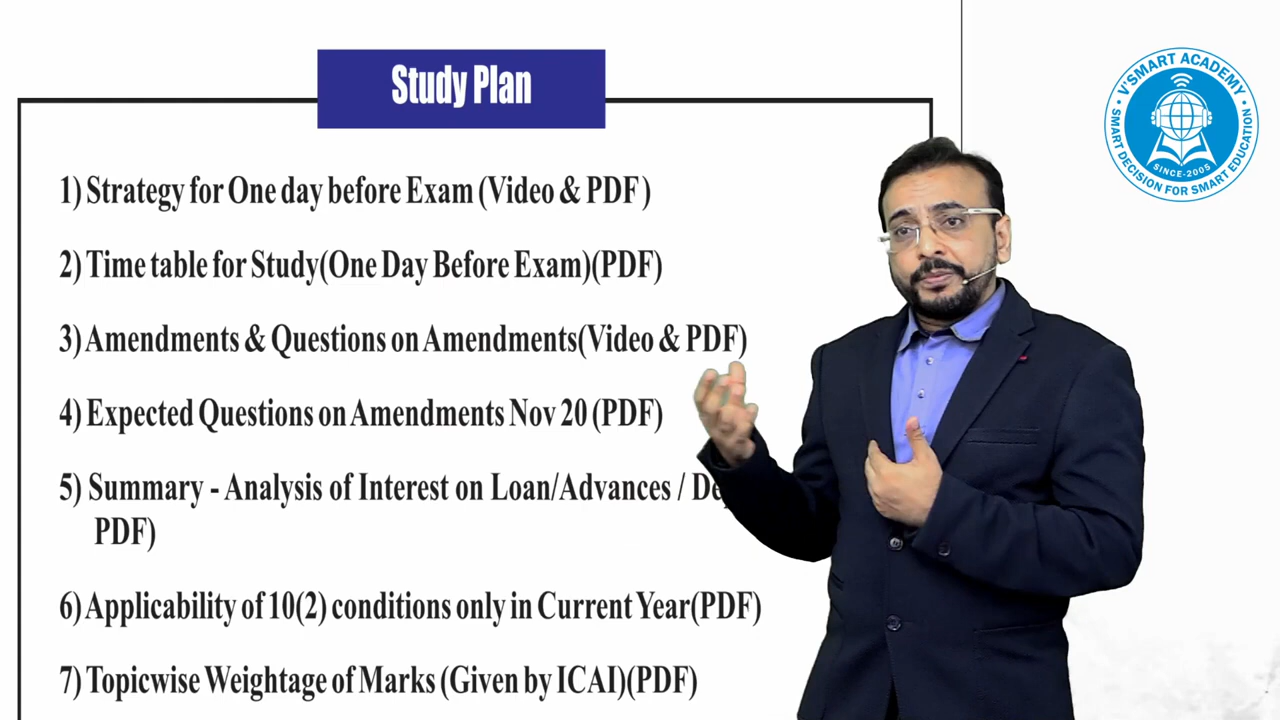 Study Plan
V'SMART ACADEMY
SMART DECISION FOR SMART EDUCATION
SINCE-2005
1) Strategy for One day before Exam (Video & PDF)
2) Time table for Study(One Day Before Exam)(PDF)
3) Amendments & Questions on Amendments(Video & PDF)
4) Expected Questions on Amendments Nov 20 (PDF)
5) Summary - Analysis of Interest on Loan/Advances /
PDF)
6) Applicability of 10(2) conditions only in Current Year(PDF)
7) Topicwise Weightage of Marks (Given by ICAI)(PDF)